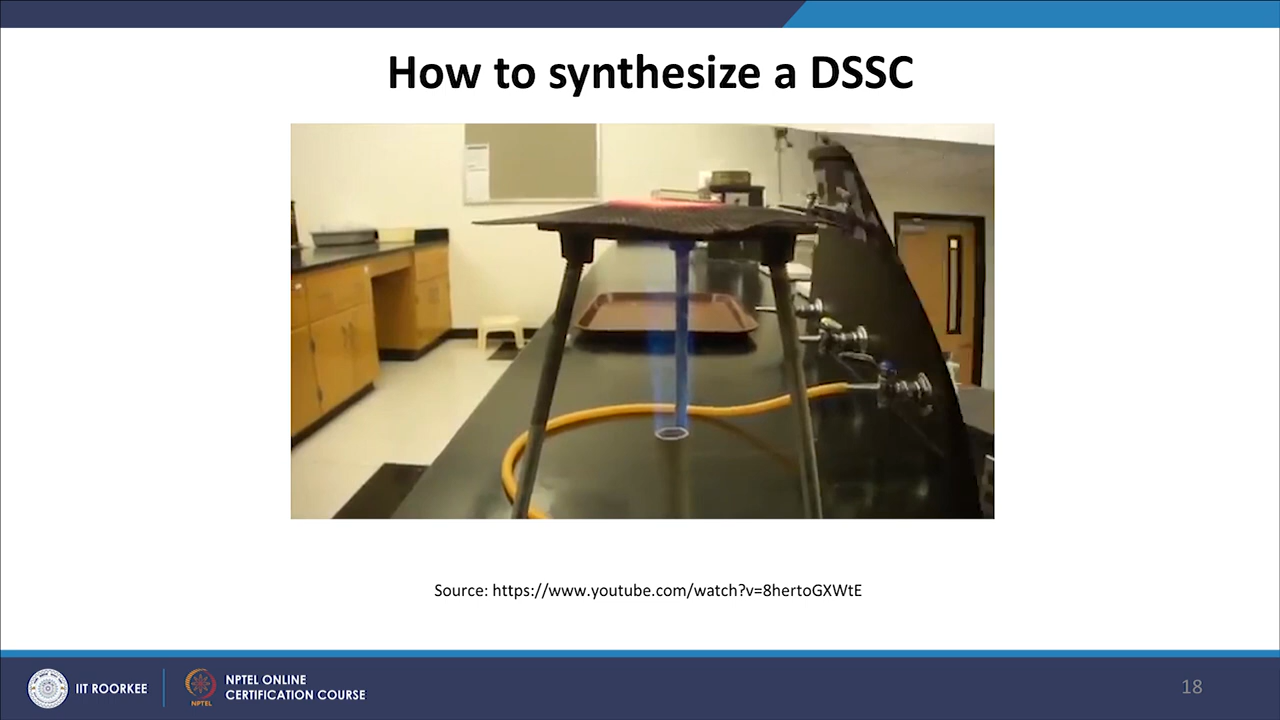 How to synthesize a DSSC
Source: https://www.youtube.com/watch?v=8hertoGXWtE
IIT ROORKEE
NPTEL
NPTEL ONLINE
CERTIFICATION COURSE
18